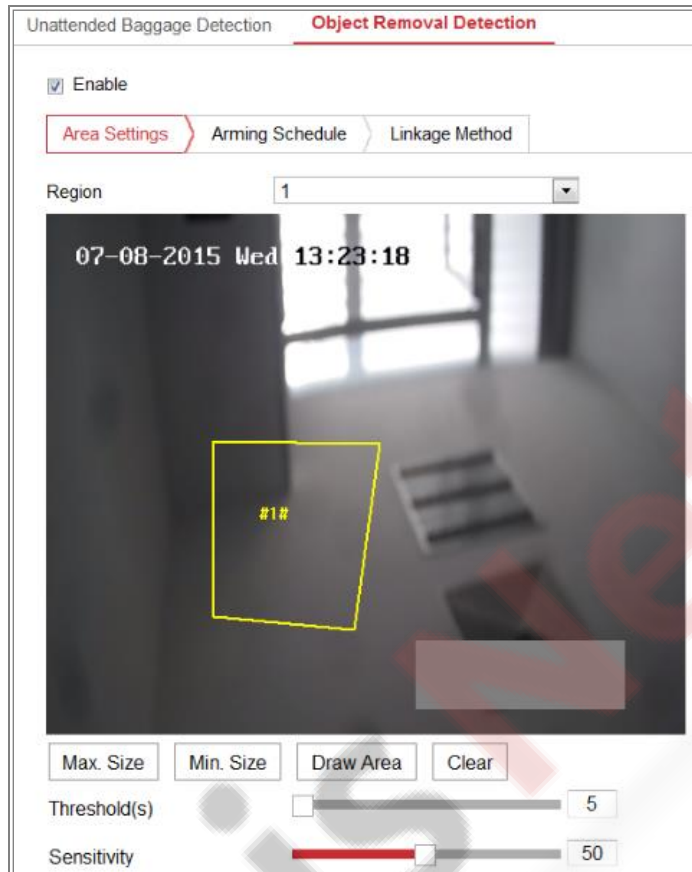 Unattended Baggage Detection Object Removal Detection
Enable
Area Settings Arming Schedule Linkage Method
Region 1
07-08-2015 Wed 13:23:18
#1#
Max. Size Min. Size Draw Area Clear
Threshold(s) 5
Sensitivity 50